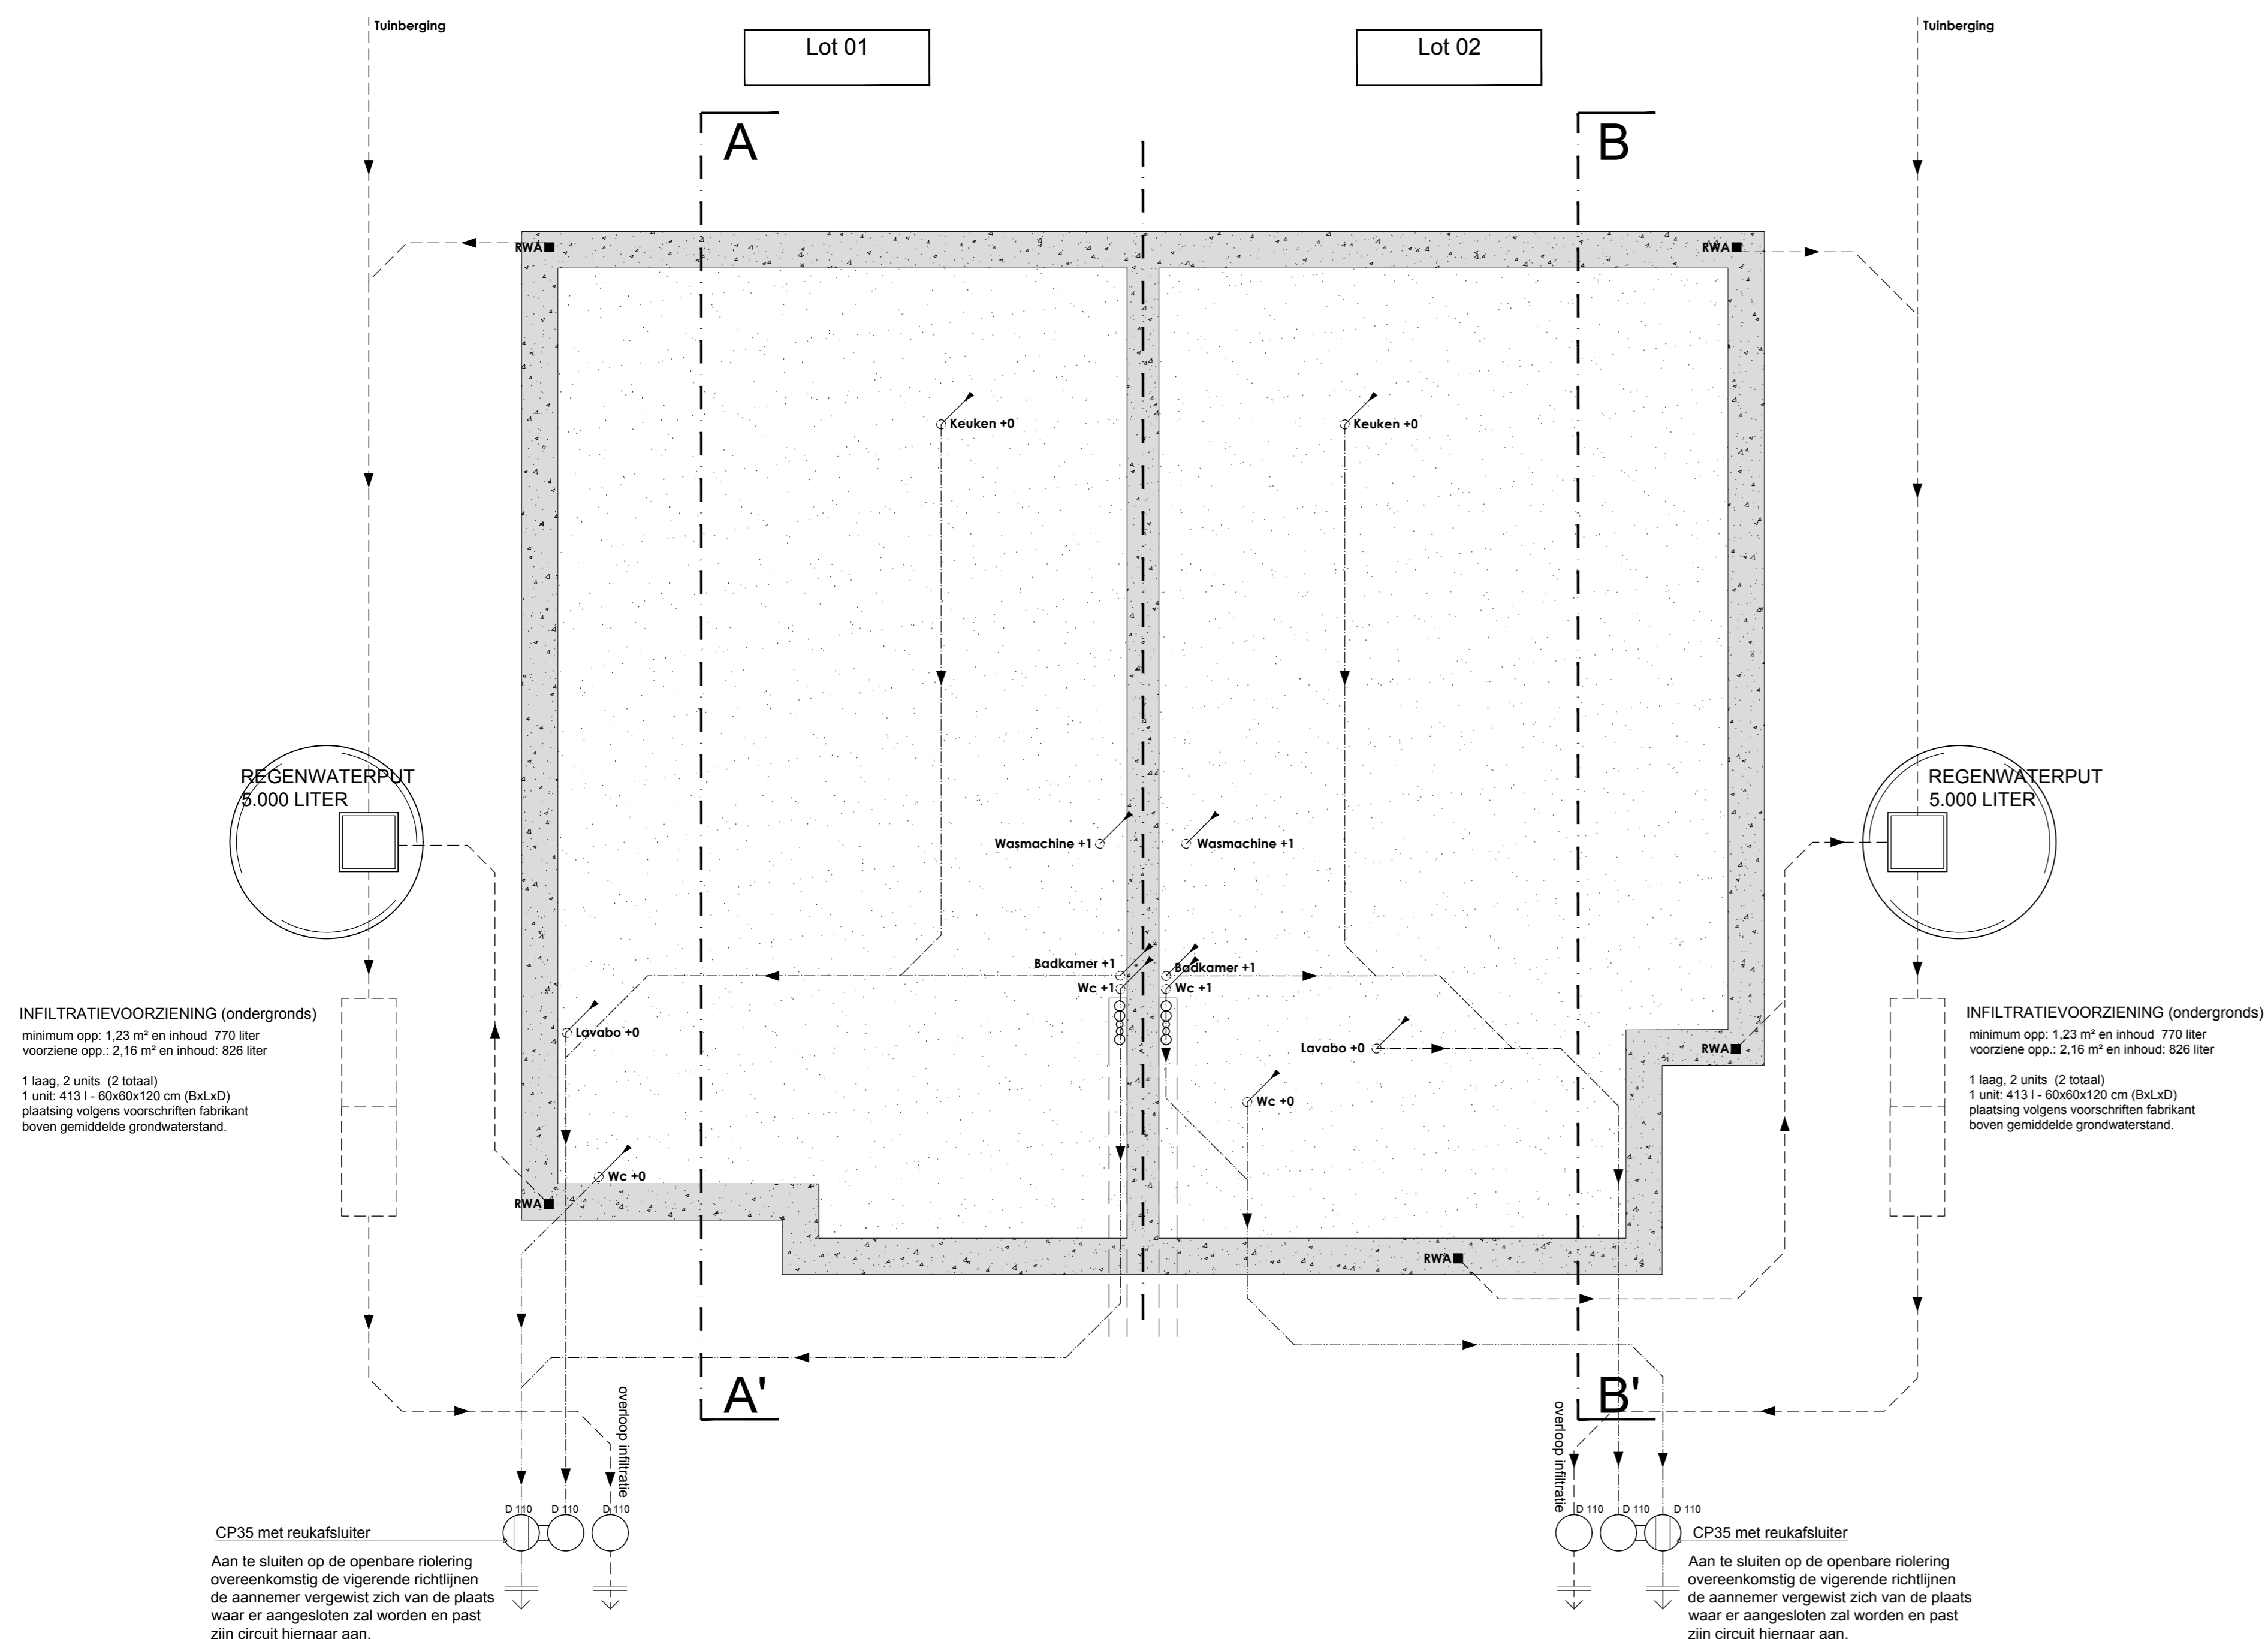 Tuinberging
Lot 01
Lot 02
Tuinberging
A
B
RWA
RWA
Keuken +0
Keuken +0
REGENWATERPUT
5.000 LITER
REGENWATERPUT
5.000 LITER
Wasmachine +1
Wasmachine +1
Badkamer +1
Badkamer +1
Wc +1
Wc +1
INFILTRATIEVOORZIENING (ondergronds)
minimum opp: 1,23 m² en inhoud 770 liter
voorziene opp.: 2,16 m² en inhoud: 826 liter
1 laag, 2 units (2 totaal)
1 unit: 413 l - 60x60x120 cm (BxLxD)
plaatsing volgens voorschriften fabrikant
boven gemiddelde grondwaterstand.
Lavabo +0
Lavabo +0
RWA
INFILTRATIEVOORZIENING (ondergronds)
minimum opp: 1,23 m² en inhoud 770 liter
voorziene opp.: 2,16 m² en inhoud: 826 liter
1 laag, 2 units (2 totaal)
1 unit: 413 l - 60x60x120 cm (BxLxD)
plaatsing volgens voorschriften fabrikant
boven gemiddelde grondwaterstand.
Wc +0
Wc +0
RWA
RWA
A'
B'
overloop infiltratie
overloop infiltratie
D 110
D 110
D 110
D 110
D 110
D 110
CP35 met reukafsluiter
Aan te sluiten op de openbare riolering
overeenkomstig de vigerende richtlijnen
de aannemer vergewist zich van de plaats
waar er aangesloten zal worden en past
zijn circuit hiernaar aan.
CP35 met reukafsluiter
Aan te sluiten op de openbare riolering
overeenkomstig de vigerende richtlijnen
de aannemer vergewist zich van de plaats
waar er aangesloten zal worden en past
zijn circuit hiernaar aan.